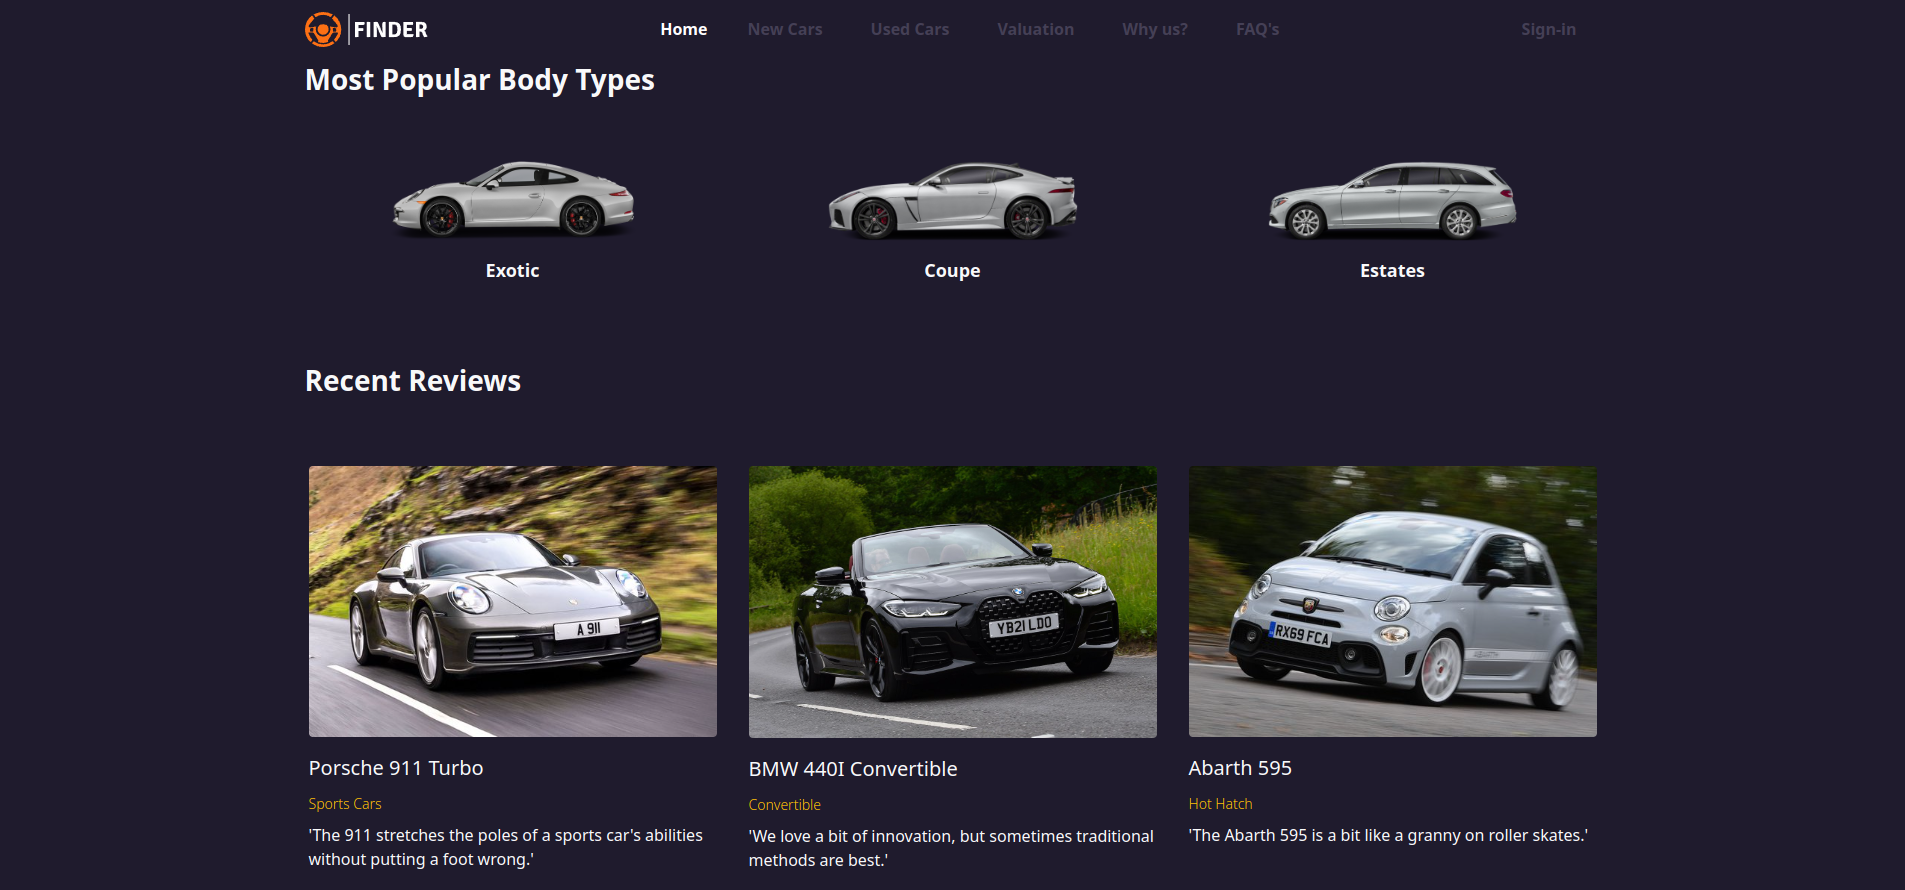 FINDER
Home
New Cars
Used Cars
Valuation
Why us?
FAQ's
Sign-in
Most Popular Body Types
Exotic
Coupe
Estates
Recent Reviews
A 911
YB21 LDO
RX69 FCA
Porsche 911 Turbo
Sports Cars
'The 911 stretches the poles of a sports car's abilities
without putting a foot wrong.'
BMW 440I Convertible
Convertible
'We love a bit of innovation, but sometimes traditional
methods are best.'
Abarth 595
Hot Hatch
'The Abarth 595 is a bit like a granny on roller skates.'